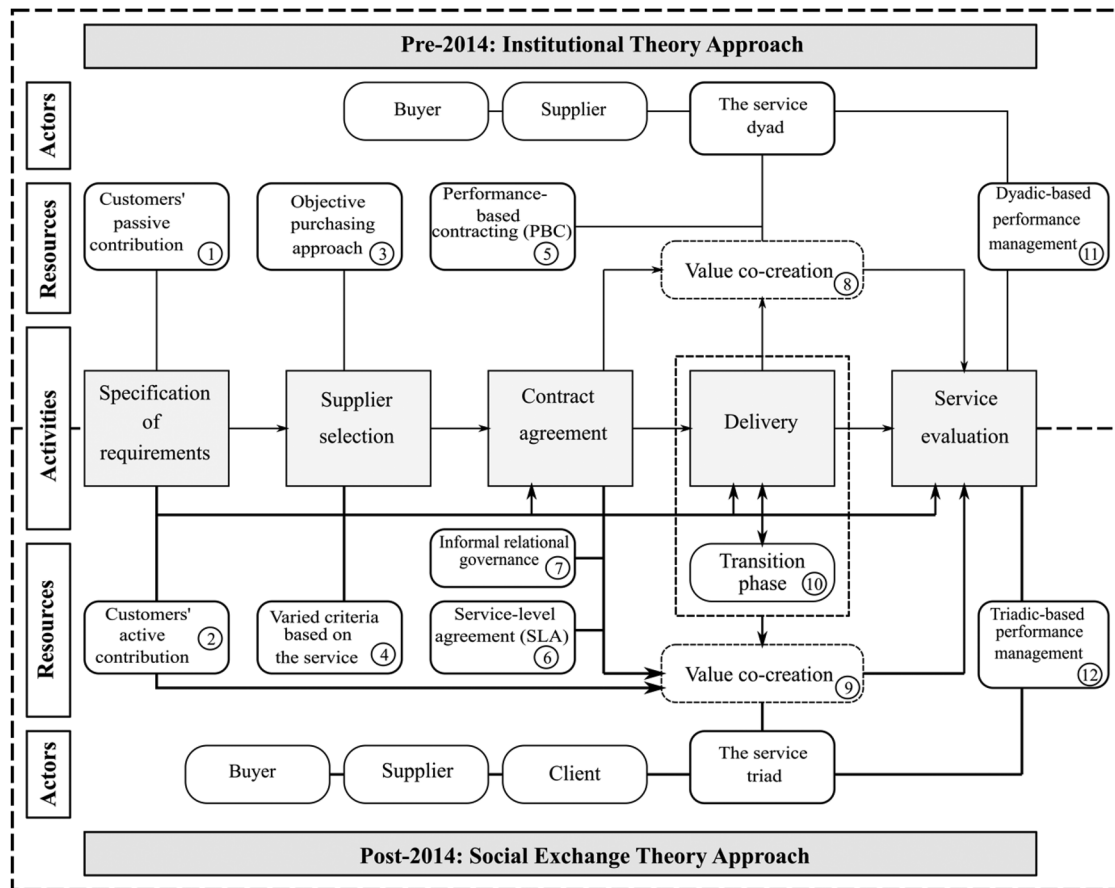 Pre-2014: Institutional Theory Approach
Actors
Buyer
Supplier
The service
dyad
Resources
Customers'
passive
contribution
1
Objective
purchasing
approach
3
Performance-
based
contracting (PBC)
5
Value co-creation
8
Dyadic-based
performance
management
11
Activities
Specification
of
requirements
Supplier
selection
Contract
agreement
Delivery
Service
evaluation
Resources
Informal relational
governance
7
Transition
phase
10
Customers'
active
contribution
2
Varied criteria
based on
the service
4
Service-level
agreement (SLA)
6
Value co-creation
9
Triadic-based
performance
management
12
Actors
Buyer
Supplier
Client
The service
triad
Post-2014: Social Exchange Theory Approach